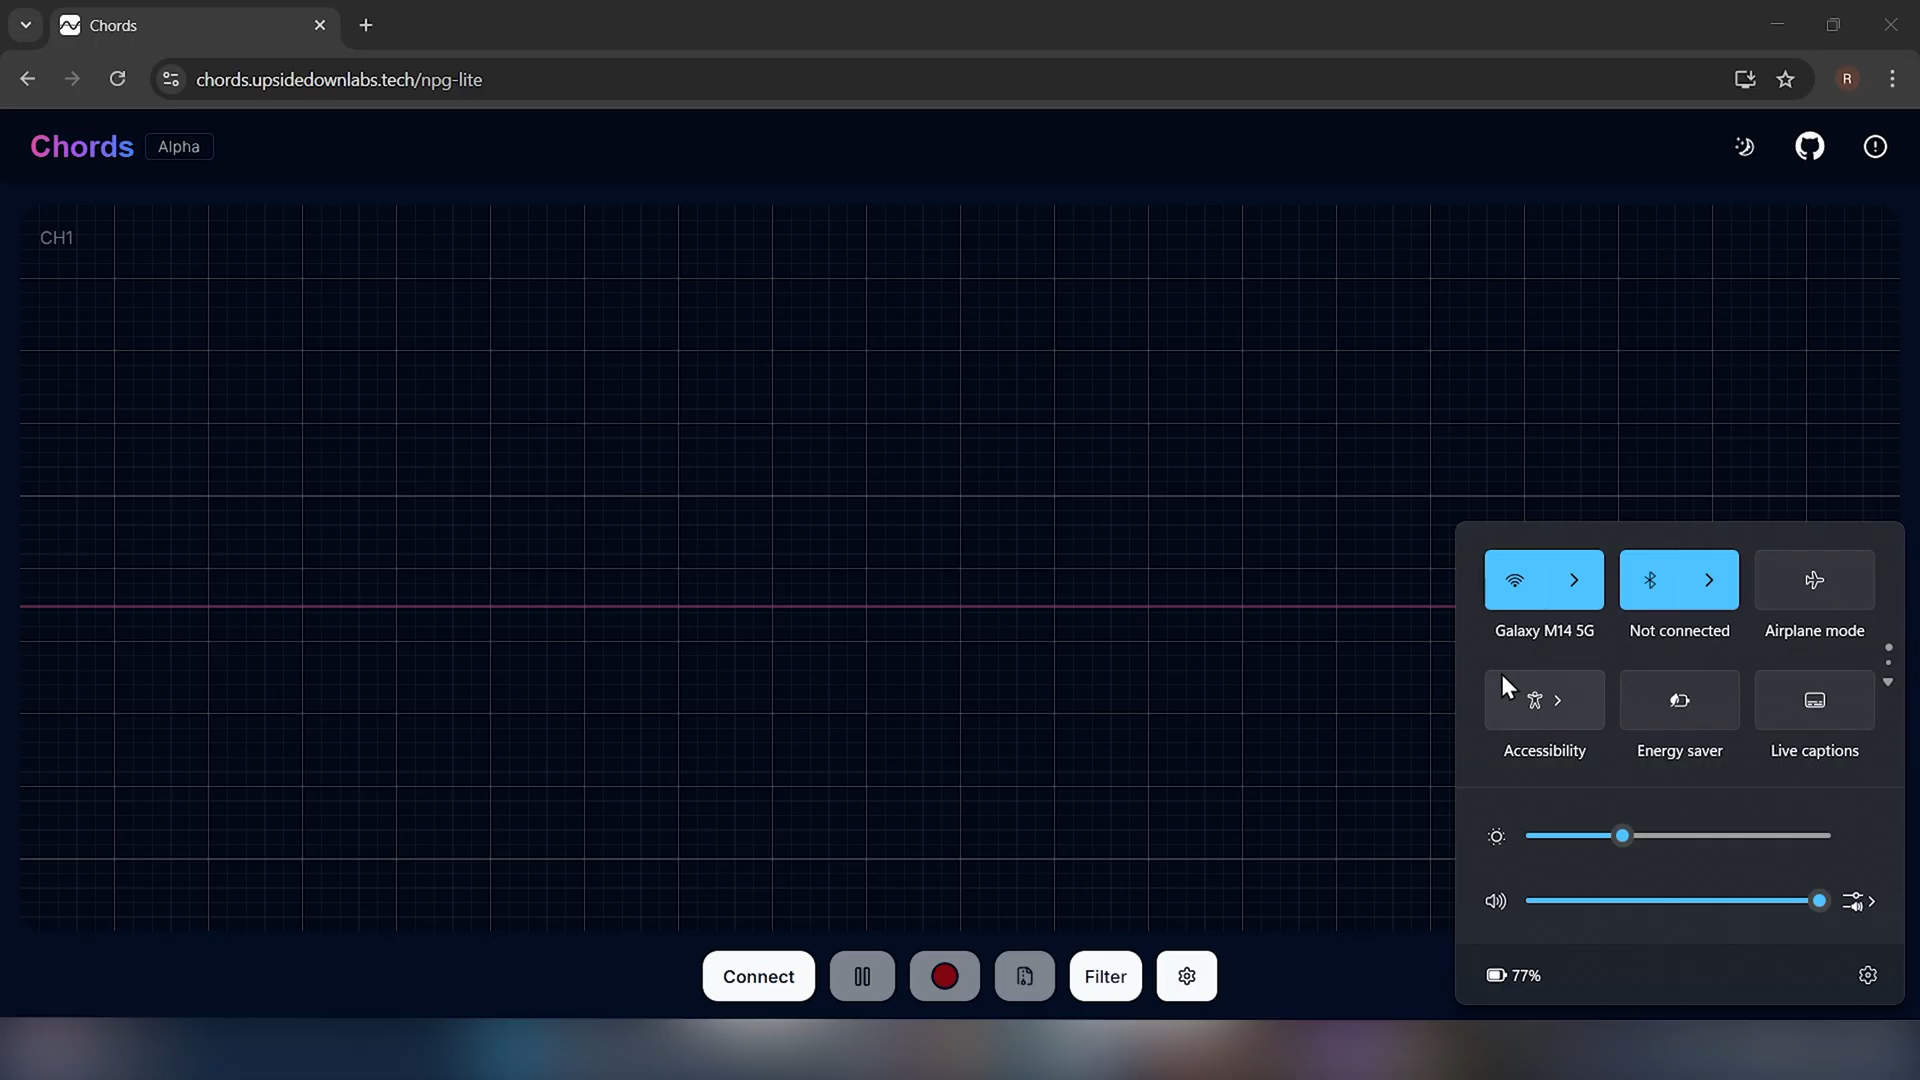 Chords
chords.upsidedownlabs.tech/npg-lite
R
Chords
Alpha
CH1
Galaxy M14 5G
Not connected
Airplane mode
Accessibility
Energy saver
Live captions
Connect
Filter
77%